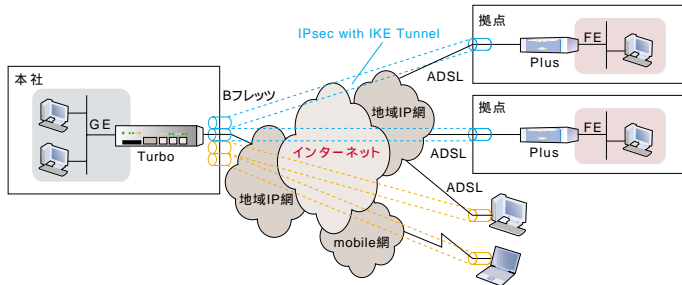 IPsec with IKE Tunnel
拠点
Plus
FE
ADSL
本社
Bフレッツ
GE
Turbo
地域IP網
拠点
Plus
FE
ADSL
インターネット
地域IP網
ADSL
mobile網